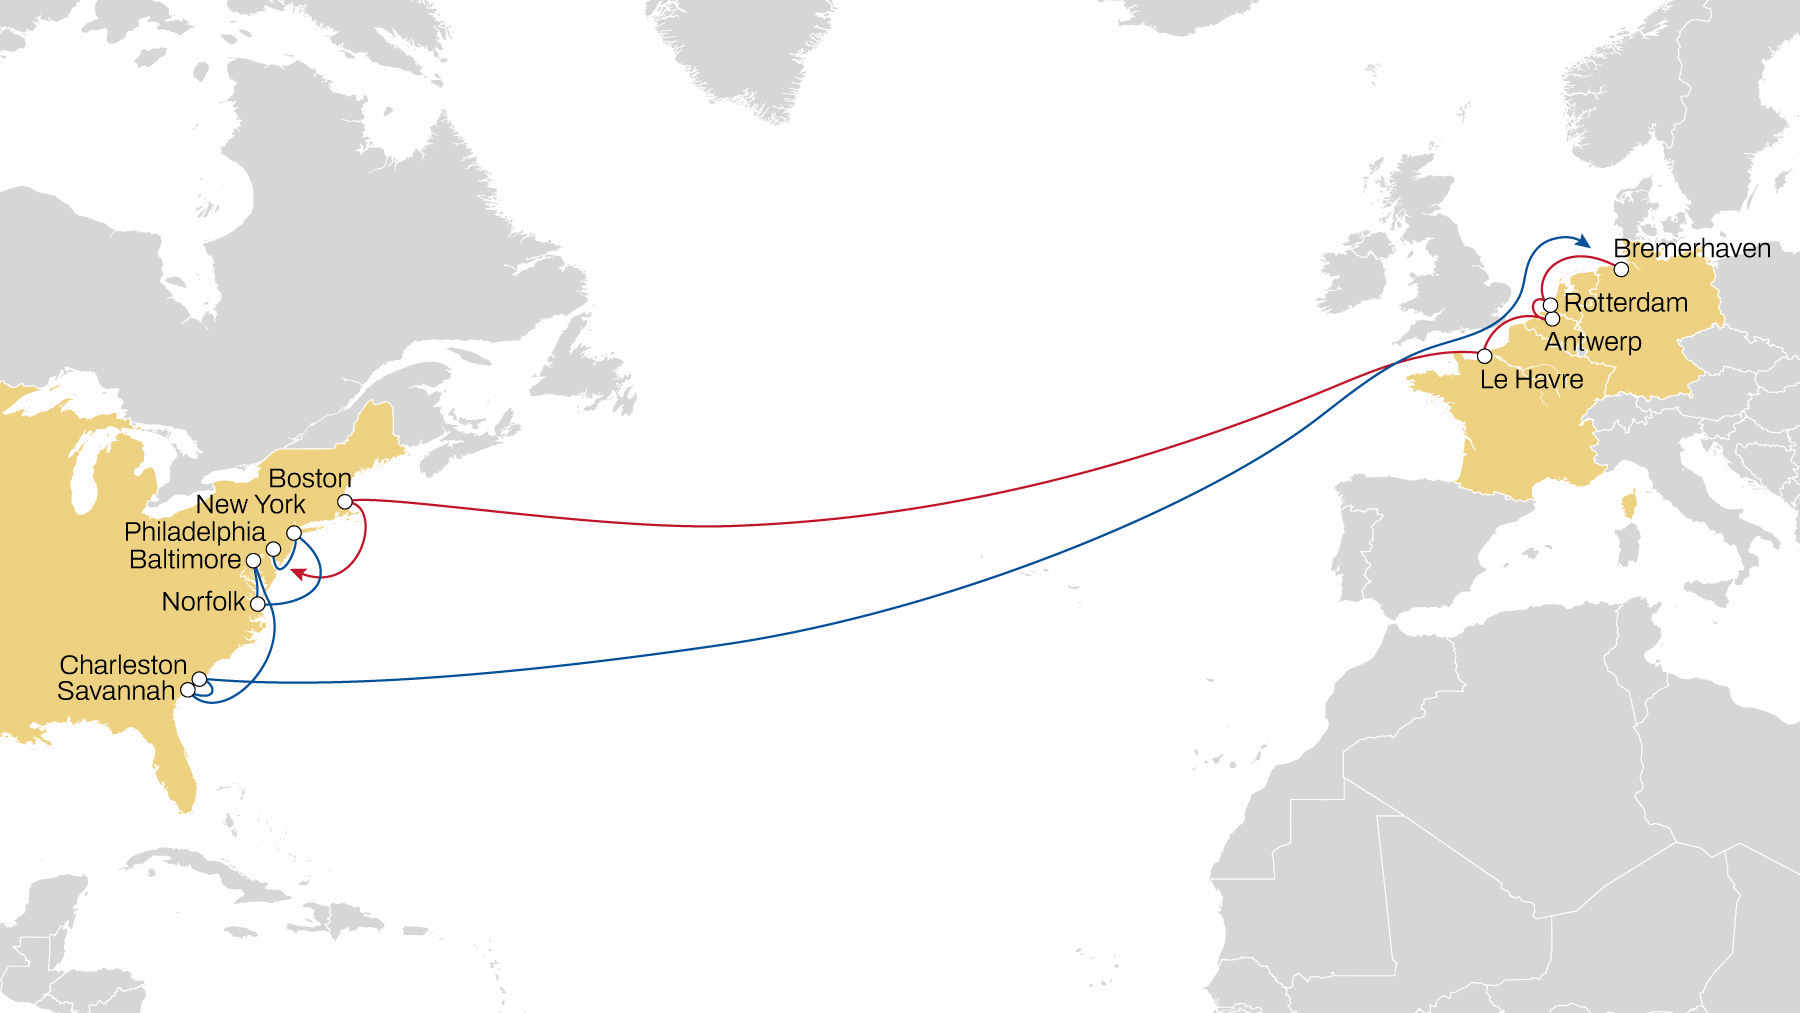 Bremerhaven
Rotterdam
Antwerp
Le Havre
Boston
New York
Philadelphia
Baltimore
Norfolk
Charleston
Savannah